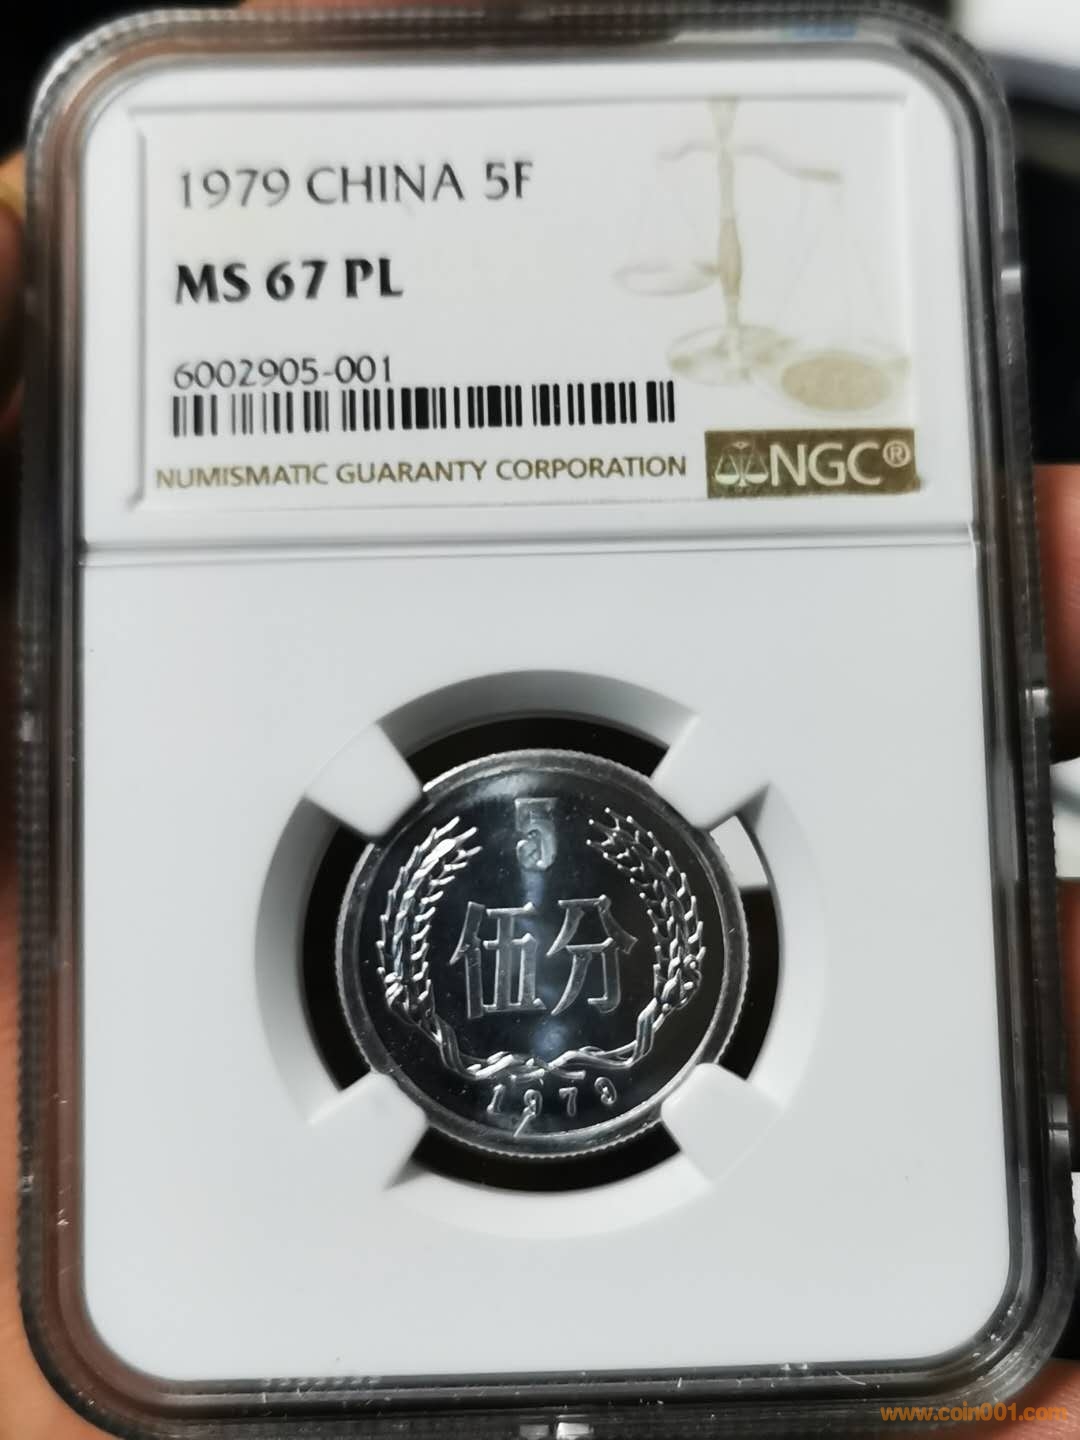 1979 CHINA 5F
MS 67 PL
6002905-001
NUMISMATIC GUARANTY CORPORATION
NGC®
5
伍分
1979
www.coin001.com